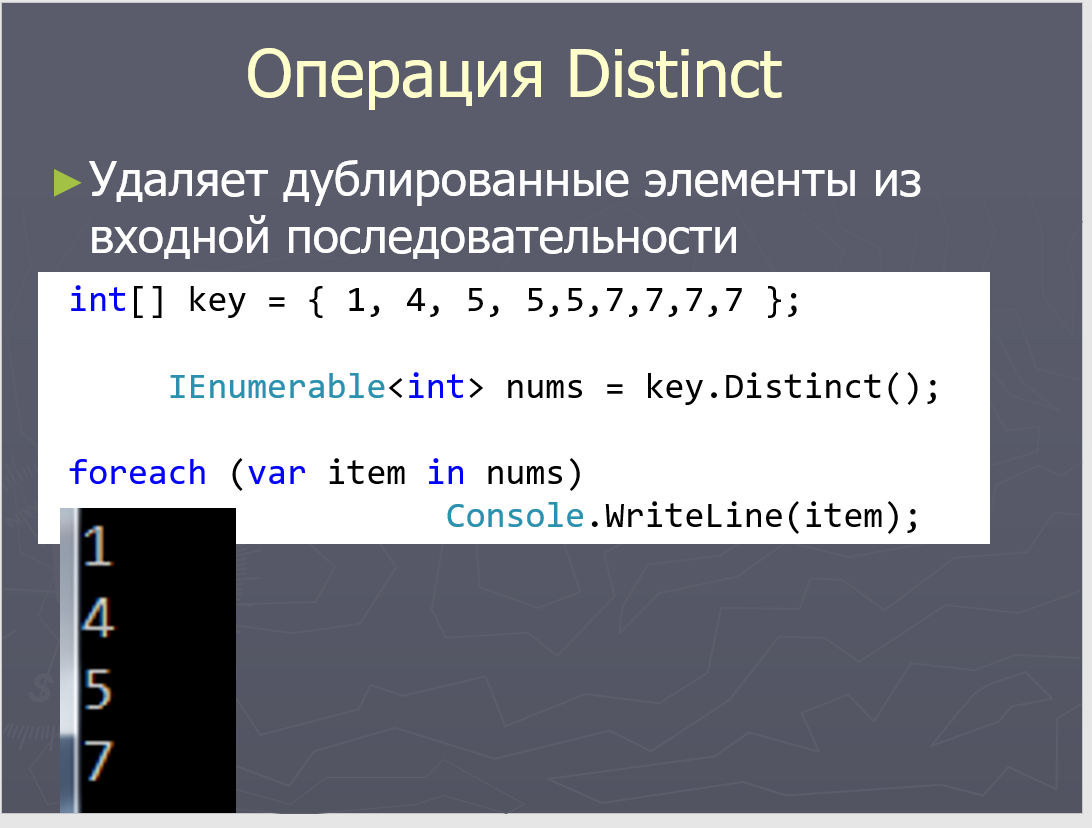 Операция Distinct
►Удаляет дублированные элементы из
входной последовательности
int[] key = { 1, 4, 5, 5,5,7,7,7,7 };
IEnumerable<int> nums = key.Distinct();
foreach (var item in nums)
Console.WriteLine(item);
1
4
5
7